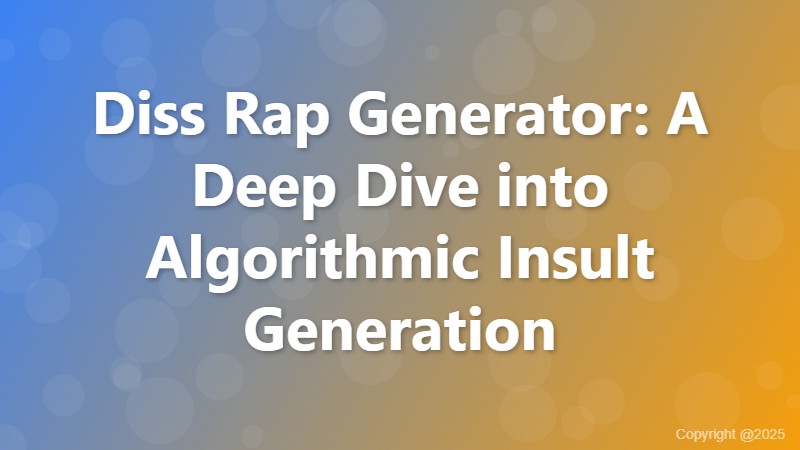 Diss Rap Generator: A
Deep Dive into
Algorithmic Insult
Generation
Copyright @2025